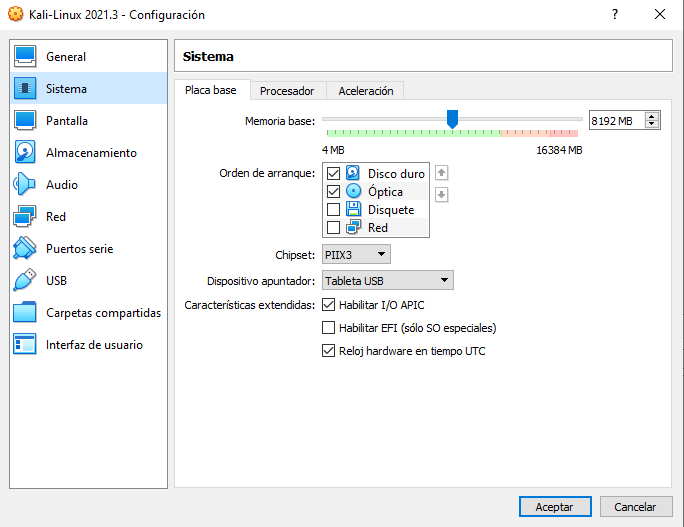 Kali-Linux 2021.3 - Configuración ?
General
Sistema
Pantalla
Almacenamiento
Audio
Red
Puertos serie
USB
Carpetas compartidas
Interfaz de usuario
Sistema
Placa base Procesador Aceleración
Memoria base: 8192 MB
4 MB 16384 MB
Orden de arranque: Disco duro
Óptica
Disquete
Red
Chipset: PIIX3
Dispositivo apuntador: Tableta USB
Características extendidas: Habilitar I/O APIC
Habilitar EFI (sólo SO especiales)
Reloj hardware en tiempo UTC
Aceptar Cancelar